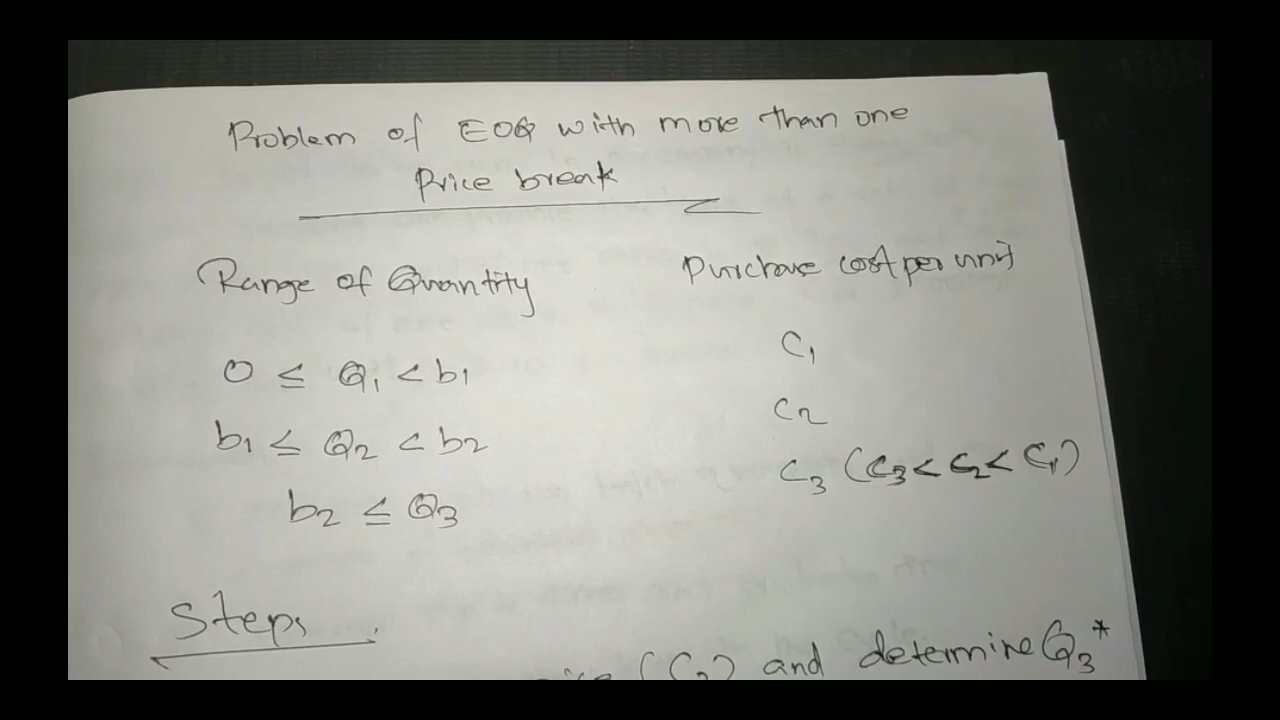 Problem of EOQ with more than one
Price break
Range of Quantity Purchase cost per unit
0 ≤ Q₁ < b₁ C₁
b₁ ≤ Q₂ < b₂ C₂
b₂ ≤ Q₃ C₃ (C₃ < C₂ < C₁)
Steps
and determine Q₃*